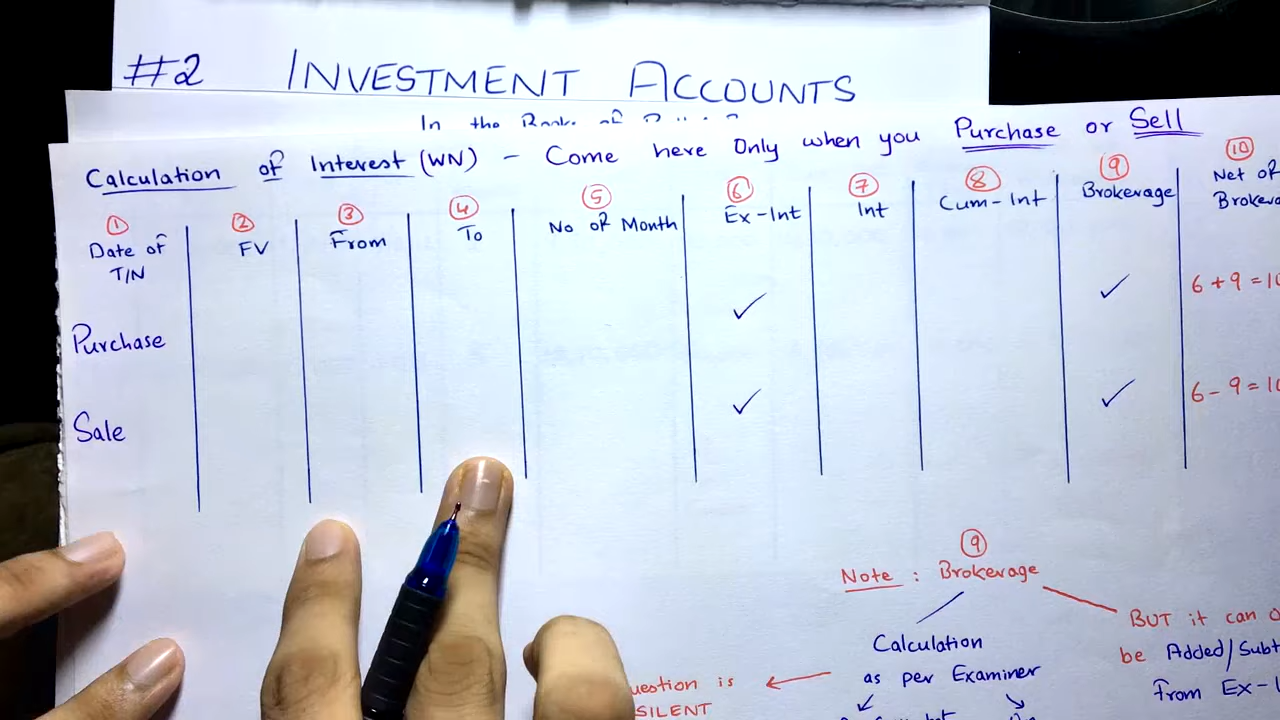 #2 INVESTMENT ACCOUNTS
In the
Calculation of Interest (WN) - Come here Only when you Purchase or Sell
① ② ③ ④ ⑤ ⑥ ⑦ ⑧ ⑨ ⑩
Date of T/N FV From To No of Month Ex-Int Int Cum-Int Brokerage Net of
Purchase ✓ ✓ 6+9=10
Sale ✓ ✓ 6-9=10
⑨
Note : Brokerage
Calculation
as per Examiner
is
SILENT
BUT it can
be Added/
from Ex-